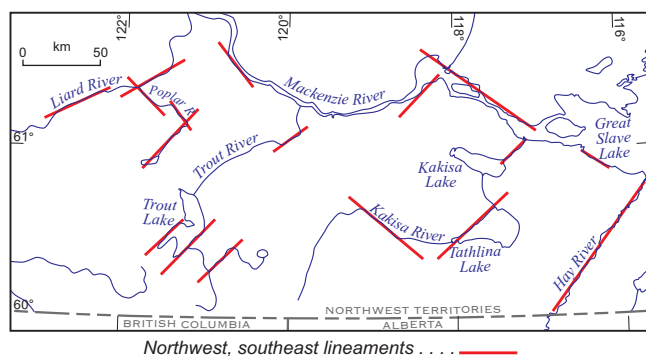 122° 120° 118° 116°
km
0 50
Liard River
Poplar R
Mackenzie River
61°
Great
Slave
Lake
Trout River
Kakisa
Lake
Trout
Lake
Kakisa River
Tathlina
Lake
Hay River
60°
NORTHWEST TERRITORIES
BRITISH COLUMBIA ALBERTA
Northwest, southeast lineaments . . . .